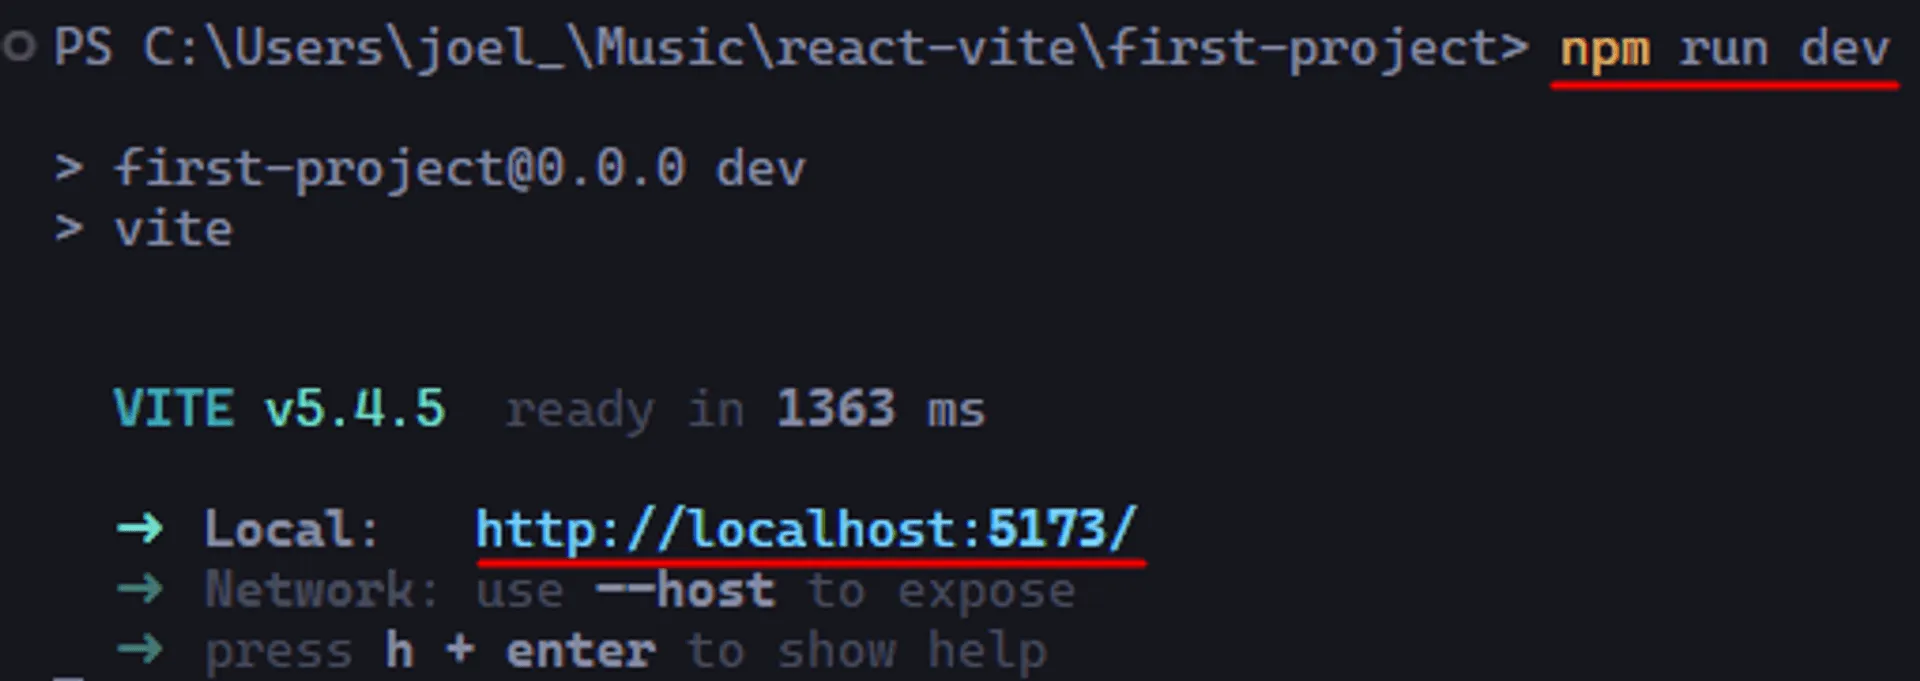 PS C:\Users\joel_\Music\react-vite\first-project> npm run dev
> first-project@0.0.0 dev
> vite
VITE v5.4.5 ready in 1363 ms
➜ Local: http://localhost:5173/
➜ Network: use --host to expose
➜ press h + enter to show help